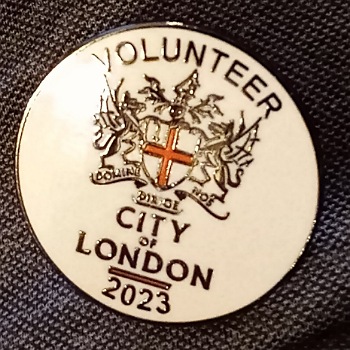 VOLUNTEER
DOMINE DIRIGE NOS
CITY
OF
LONDON
2023